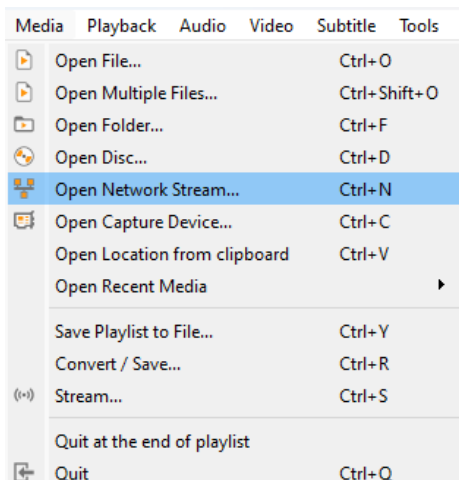 Media Playback Audio Video Subtitle Tools
Open File... Ctrl+O
Open Multiple Files... Ctrl+Shift+O
Open Folder... Ctrl+F
Open Disc... Ctrl+D
Open Network Stream... Ctrl+N
Open Capture Device... Ctrl+C
Open Location from clipboard Ctrl+V
Open Recent Media
Save Playlist to File... Ctrl+Y
Convert / Save... Ctrl+R
Stream... Ctrl+S
Quit at the end of playlist
Quit Ctrl+Q